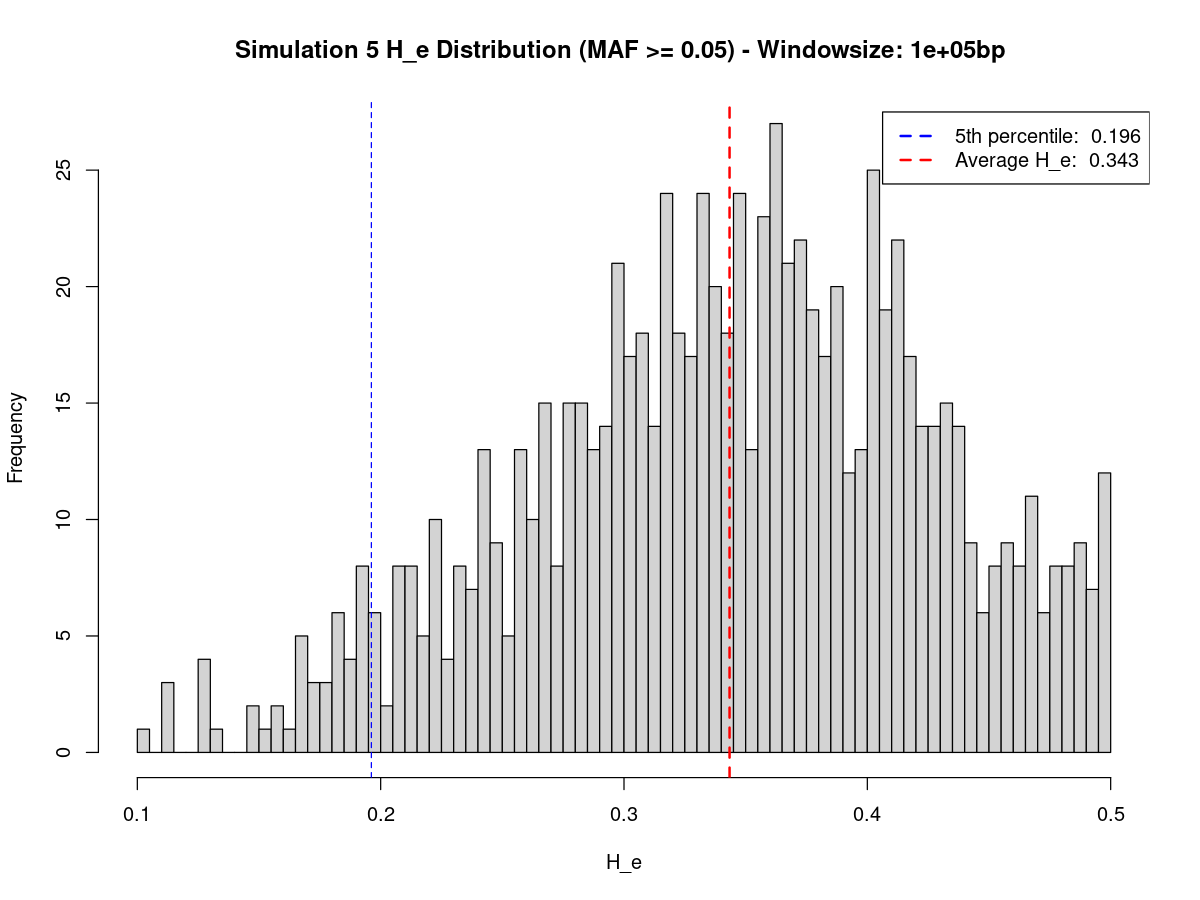 Simulation 5 H_e Distribution (MAF >= 0.05) - Windowsize: 1e+05bp
5th percentile:  0.196
Average H_e:  0.343
Frequency
25
20
15
10
5
0
0.1
0.2
0.3
0.4
0.5
H_e